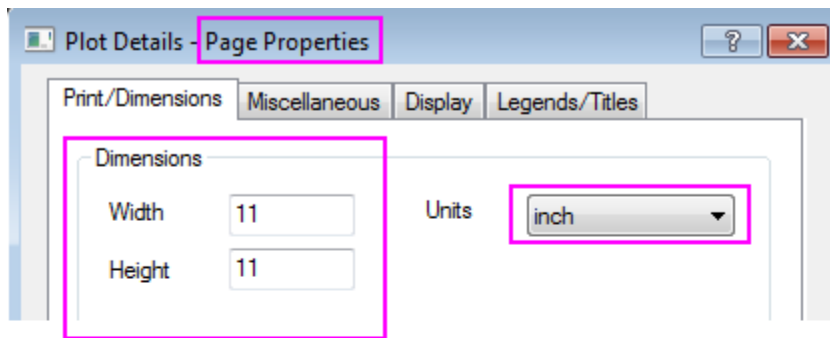 Plot Details - Page Properties
Print/Dimensions Miscellaneous Display Legends/Titles
Dimensions
Width 11 Units inch
Height 11